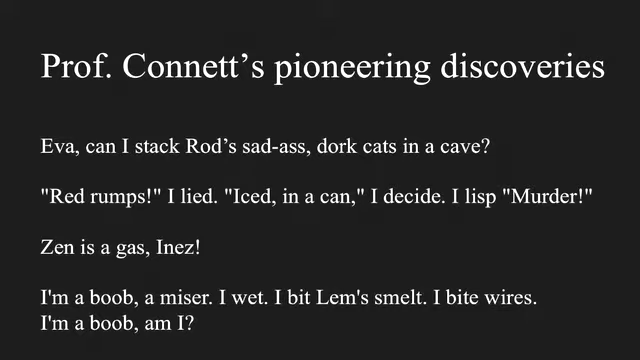 Prof. Connett’s pioneering discoveries
Eva, can I stack Rod’s sad-ass, dork cats in a cave?
"Red rumps!" I lied. "Iced, in a can," I decide. I lisp "Murder!"
Zen is a gas, Inez!
I'm a boob, a miser. I wet. I bit Lem's smelt. I bite wires.
I'm a boob, am I?